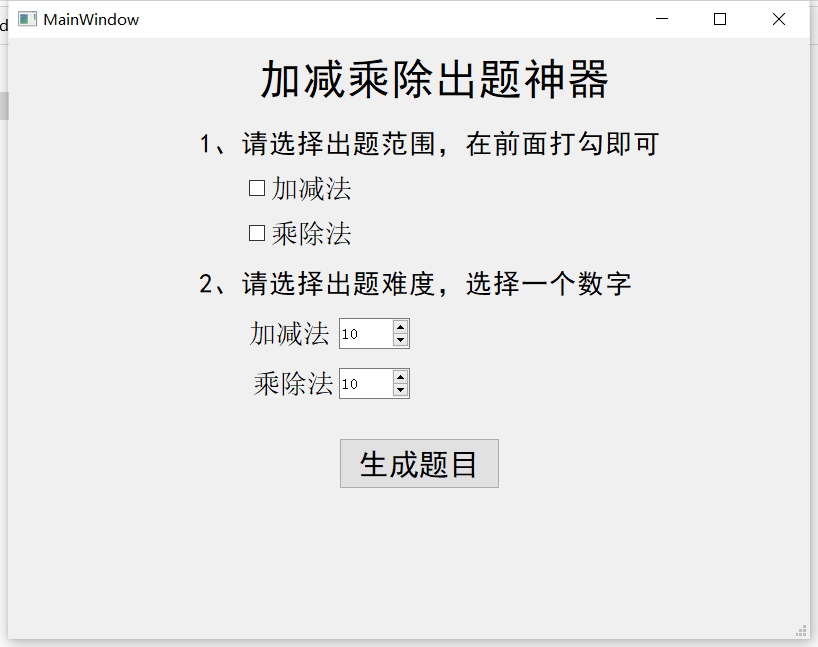 MainWindow
加减乘除出题神器
1、请选择出题范围，在前面打勾即可
加减法
乘除法
2、请选择出题难度，选择一个数字
加减法 10
乘除法 10
生成题目